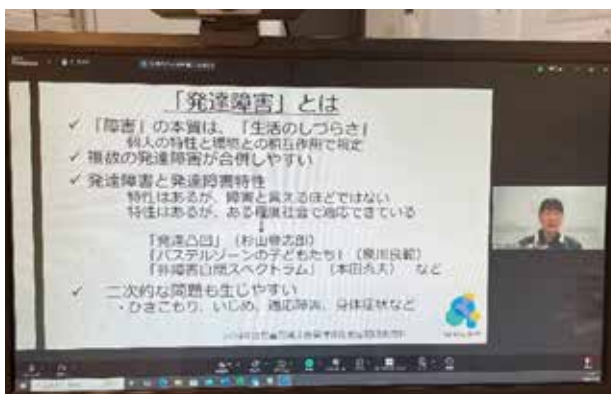 「発達障害」とは
✓ 「障害」の本質は、「生活のしづらさ」
個人の特性と環境との相互作用で規定
✓ 複数の発達障害が合併しやすい
✓ 発達障害と発達障害特性
特性はあるが、障害と言えるほどではない
特性はあるが、ある程度社会で適応できている
↓
「発達凸凹」(杉山登志郎)
「パステルゾーンの子どもたち」
「非障害自閉スペクトラム」(本田秀夫) など
✓ 二次的な問題も生じやすい
・ひきこもり、いじめ、適応障害、身体症状など